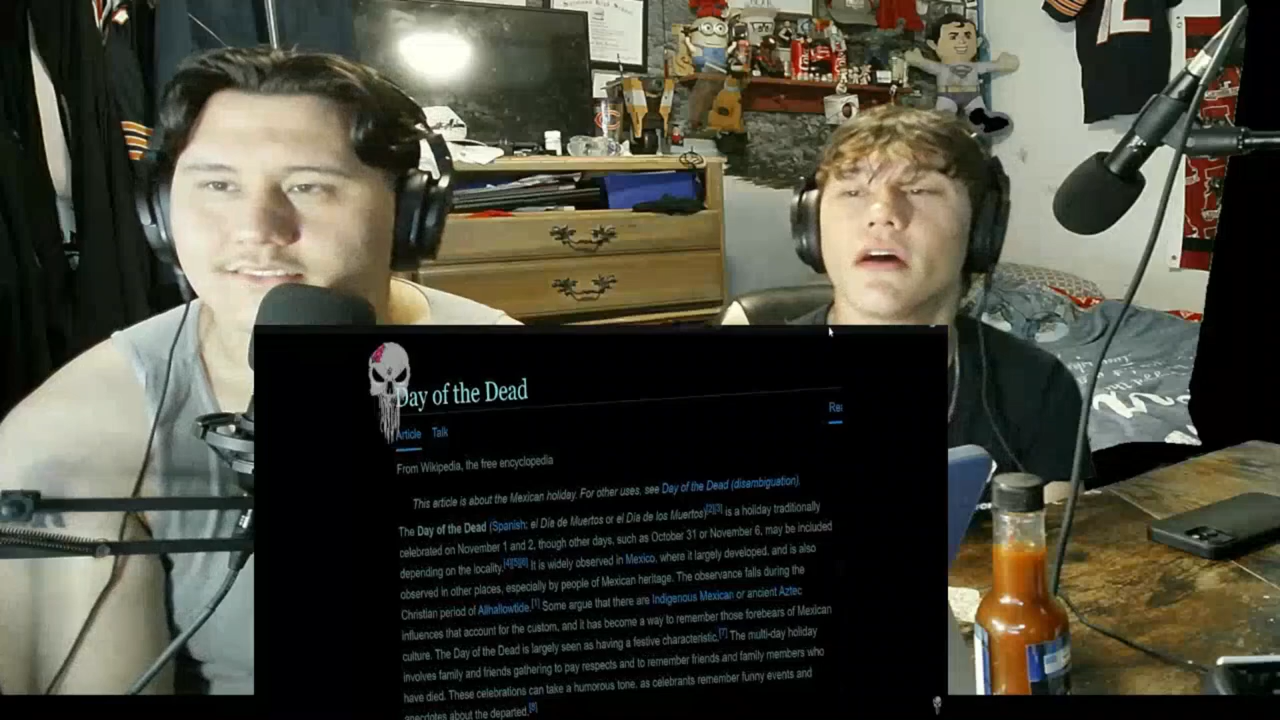 Day of the Dead
Article Talk
From Wikipedia, the free encyclopedia
This article is about the Mexican holiday. For other uses, see Day of the Dead (disambiguation).
The Day of the Dead (Spanish: el Día de Muertos or el Día de los Muertos)[2][3] is a holiday traditionally
celebrated on November 1 and 2, though other days, such as October 31 or November 6, may be included
depending on the locality.[4][5][6] It is widely observed in Mexico, where it largely developed, and is also
observed in other places, especially by people of Mexican heritage. The observance falls during the
Christian period of Allhallowtide.[1] Some argue that there are Indigenous Mexican or ancient Aztec
influences that account for the custom, and it has become a way to remember those forebears of Mexican
culture. The Day of the Dead is largely seen as having a festive characteristic.[7] The multi-day holiday
involves family and friends gathering to pay respects and to remember friends and family members who
have died. These celebrations can take a humorous tone, as celebrants remember funny events and
anecdotes about the departed.[8]